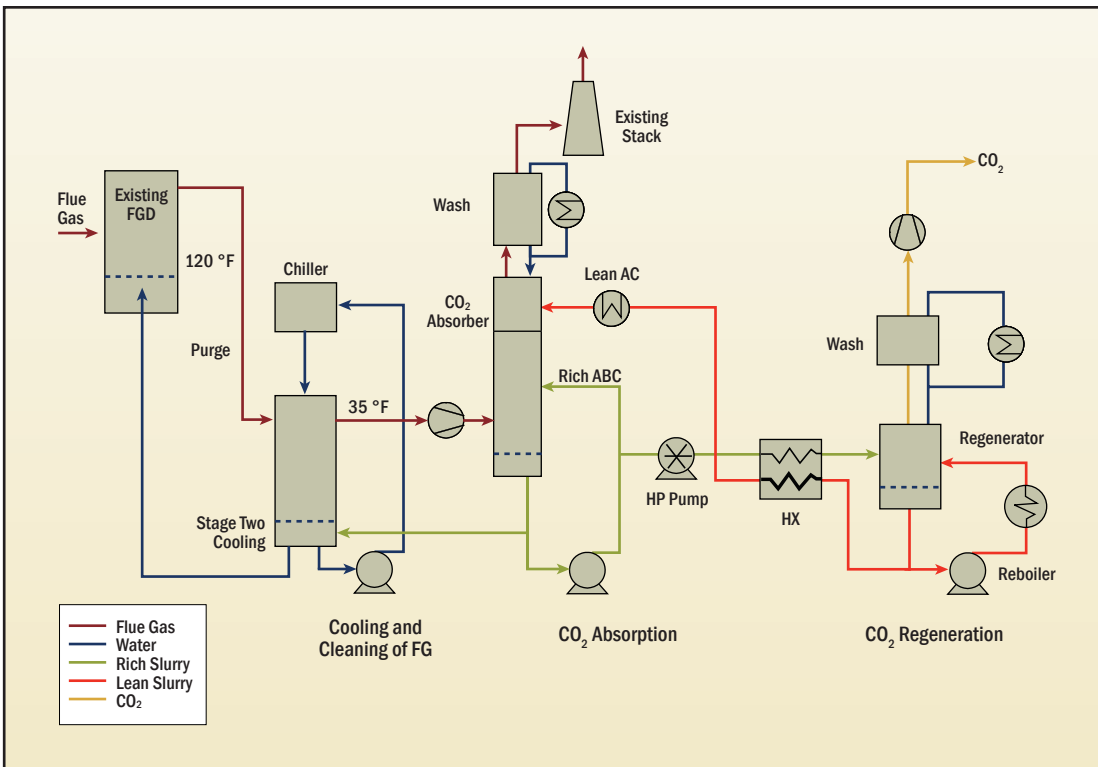 Existing
Stack
CO₂
Flue
Gas
Existing
FGD
120 °F
Wash
Chiller
Lean AC
CO₂
Absorber
Wash
Purge
Rich ABC
35 °F
Regenerator
HP Pump
HX
Stage Two
Cooling
Reboiler
Cooling and
Cleaning of FG
CO₂ Absorption
CO₂ Regeneration
Flue Gas
Water
Rich Slurry
Lean Slurry
CO₂